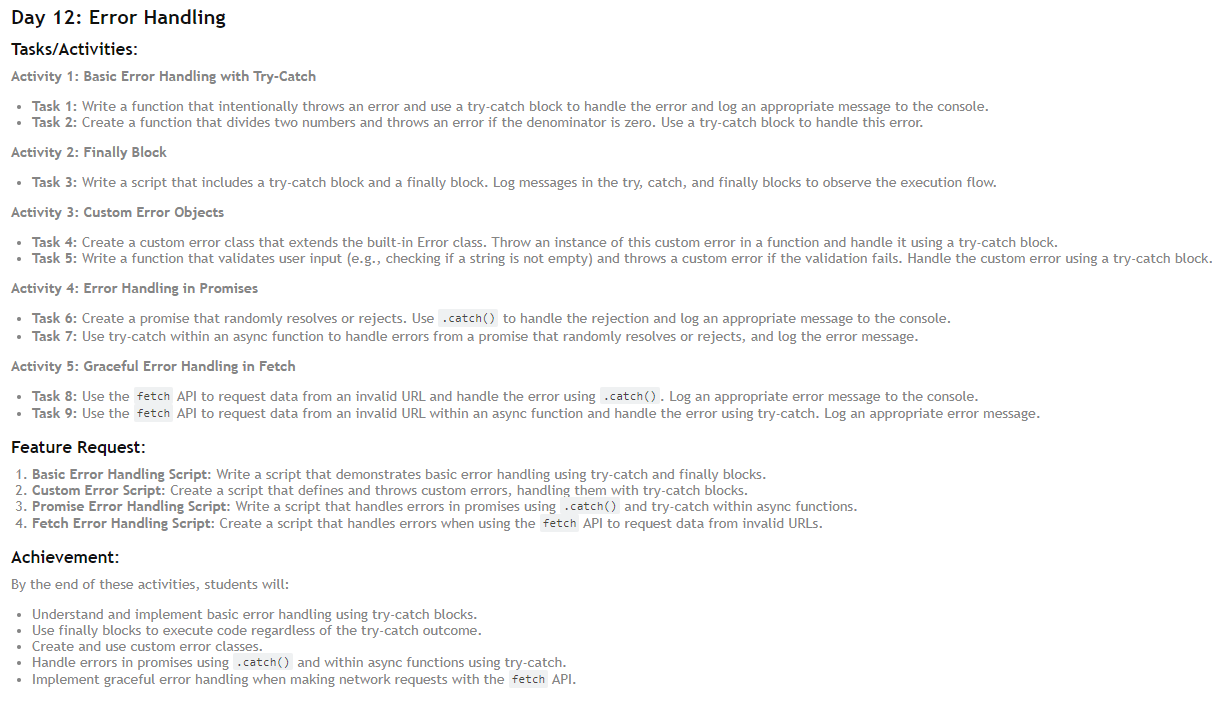 Day 12: Error Handling
Tasks/Activities:
Activity 1: Basic Error Handling with Try-Catch
• Task 1: Write a function that intentionally throws an error and use a try-catch block to handle the error and log an appropriate message to the console.
• Task 2: Create a function that divides two numbers and throws an error if the denominator is zero. Use a try-catch block to handle this error.
Activity 2: Finally Block
• Task 3: Write a script that includes a try-catch block and a finally block. Log messages in the try, catch, and finally blocks to observe the execution flow.
Activity 3: Custom Error Objects
• Task 4: Create a custom error class that extends the built-in Error class. Throw an instance of this custom error in a function and handle it using a try-catch block.
• Task 5: Write a function that validates user input (e.g., checking if a string is not empty) and throws a custom error if the validation fails. Handle the custom error using a try-catch block.
Activity 4: Error Handling in Promises
• Task 6: Create a promise that randomly resolves or rejects. Use .catch() to handle the rejection and log an appropriate message to the console.
• Task 7: Use try-catch within an async function to handle errors from a promise that randomly resolves or rejects, and log the error message.
Activity 5: Graceful Error Handling in Fetch
• Task 8: Use the fetch API to request data from an invalid URL and handle the error using .catch(). Log an appropriate error message to the console.
• Task 9: Use the fetch API to request data from an invalid URL within an async function and handle the error using try-catch. Log an appropriate error message.
Feature Request:
1. Basic Error Handling Script: Write a script that demonstrates basic error handling using try-catch and finally blocks.
2. Custom Error Script: Create a script that defines and throws custom errors, handling them with try-catch blocks.
3. Promise Error Handling Script: Write a script that handles errors in promises using .catch() and try-catch within async functions.
4. Fetch Error Handling Script: Create a script that handles errors when using the fetch API to request data from invalid URLs.
Achievement:
By the end of these activities, students will:
• Understand and implement basic error handling using try-catch blocks.
• Use finally blocks to execute code regardless of the try-catch outcome.
• Create and use custom error classes.
• Handle errors in promises using .catch() and within async functions using try-catch.
• Implement graceful error handling when making network requests with the fetch API.